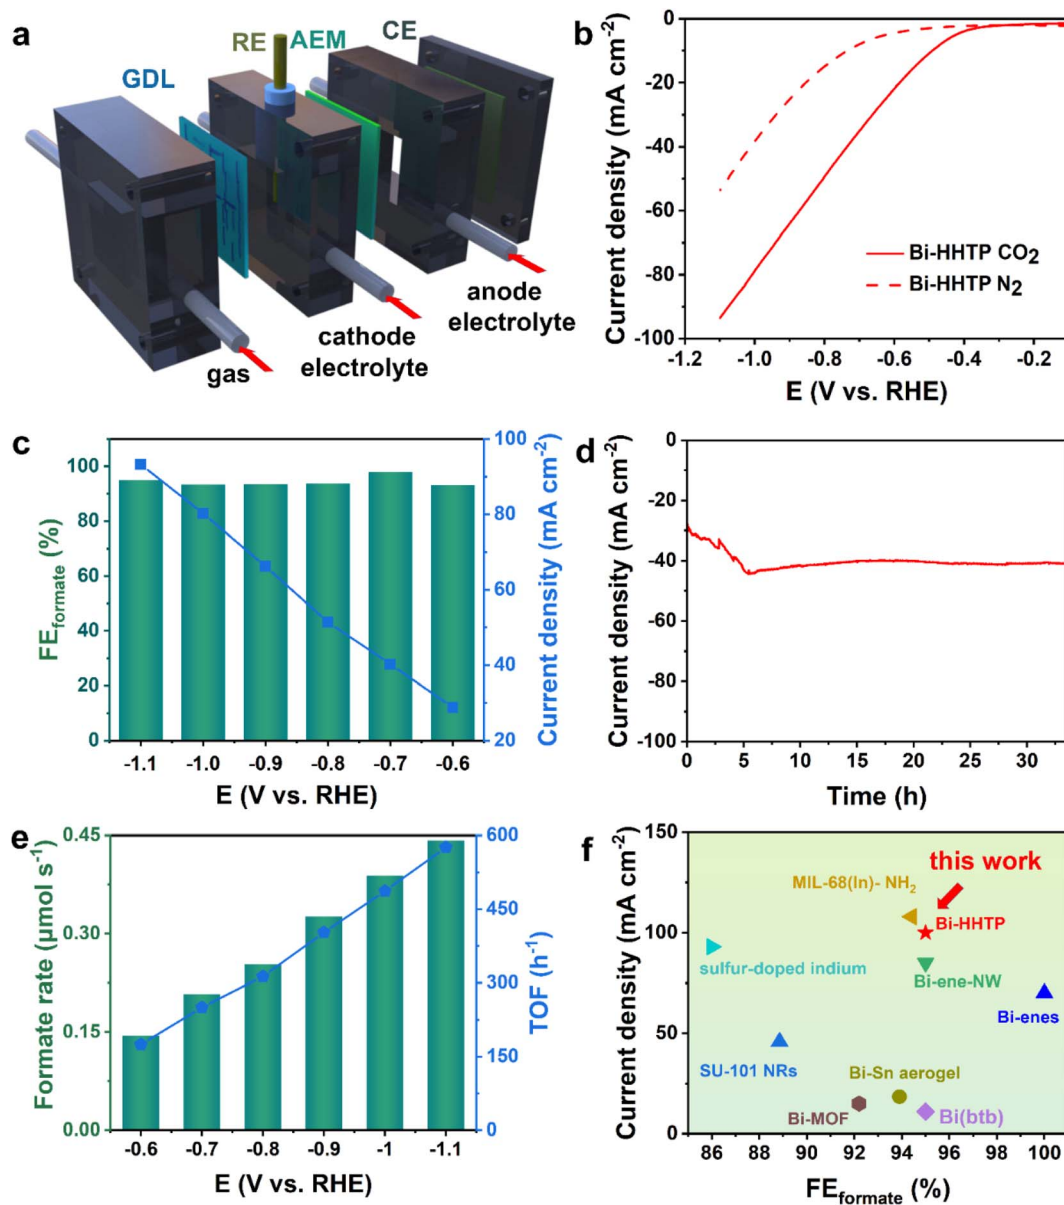 a
GDL
RE
AEM
CE
gas
cathode
electrolyte
anode
electrolyte
b
Current density (mA cm⁻²)
0
-20
-40
-60
-80
-100
Bi-HHTP CO₂
Bi-HHTP N₂
-1.2 -1.0 -0.8 -0.6 -0.4 -0.2
E (V vs. RHE)
c
FEformate (%)
100
80
60
40
20
0
Current density (mA cm⁻²)
100
80
60
40
20
-1.1 -1.0 -0.9 -0.8 -0.7 -0.6
E (V vs. RHE)
d
Current density (mA cm⁻²)
0
-20
-40
-60
-80
-100
0 5 10 15 20 25 30
Time (h)
e
Formate rate (μmol s⁻¹)
0.45
0.30
0.15
0.00
TOF (h⁻¹)
600
450
300
150
0
-0.6 -0.7 -0.8 -0.9 -1 -1.1
E (V vs. RHE)
f
Current density (mA cm⁻²)
150
100
50
0
this work
MIL-68(In)- NH₂
Bi-HHTP
sulfur-doped indium
Bi-ene-NW
Bi-enes
SU-101 NRs
Bi-Sn aerogel
Bi-MOF
Bi(btb)
86 88 90 92 94 96 98 100
FEformate (%)